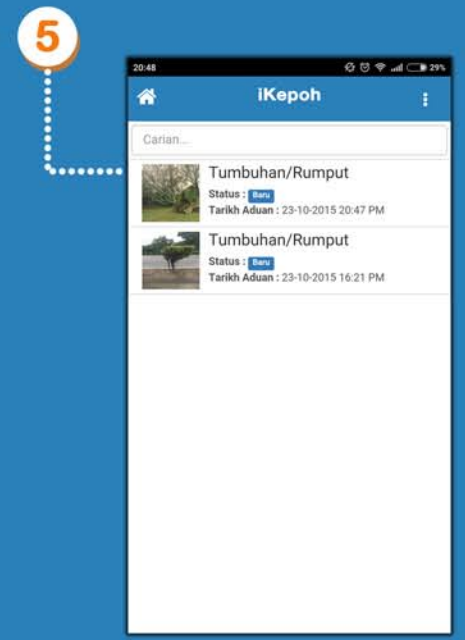 5
20:48 29%
iKepoh
Carian...
Tumbuhan/Rumput
Status : Baru
Tarikh Aduan : 23-10-2015 20:47 PM
Tumbuhan/Rumput
Status : Baru
Tarikh Aduan : 23-10-2015 16:21 PM